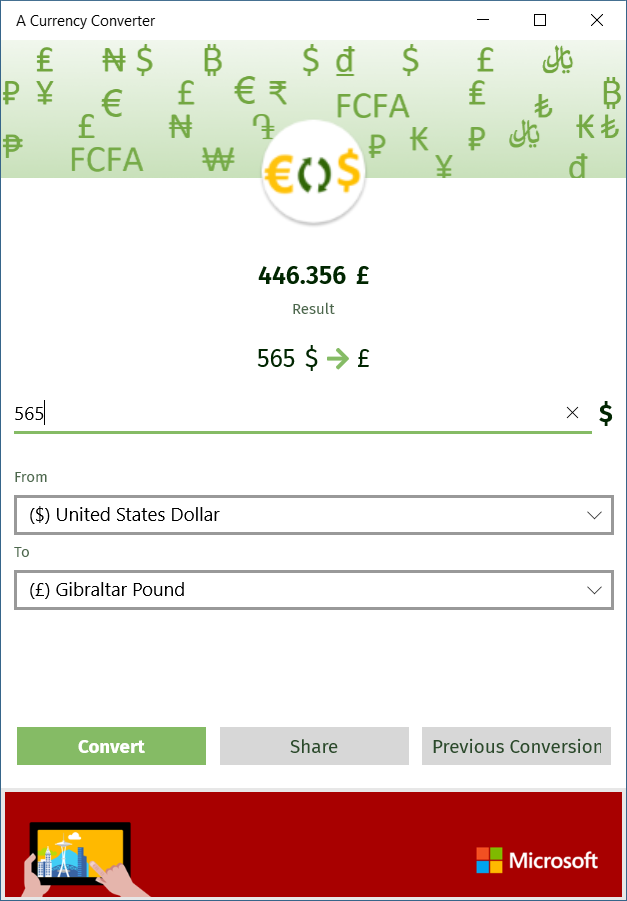 A Currency Converter
₤ ₦ $ ₿ $ ₫ $ £ ﷼
₽ ¥ € £ € ₹ FCFA ₤ ₺ ₿
£ ₦ ֏ ₽ ₭ ₽ ﷼ ₭ ₺
₱ FCFA ₩ ¥ đ
€ $
446.356 £
Result
565 $ → £
565 $
From
($) United States Dollar
To
(£) Gibraltar Pound
Convert Share Previous Conversion
Microsoft